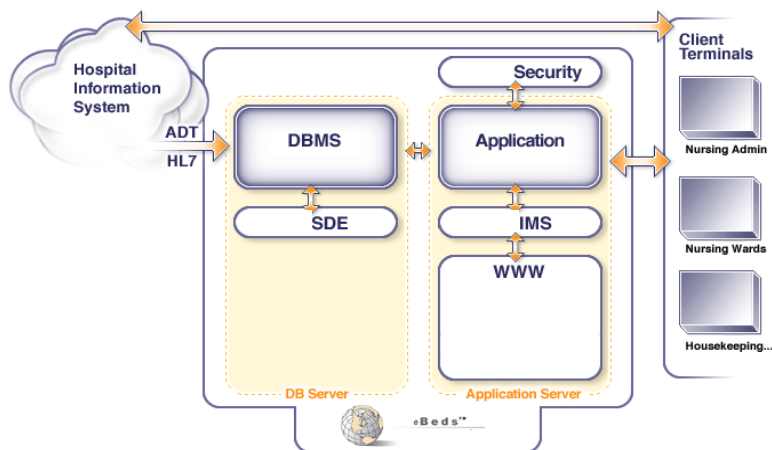 Hospital
Information
System
ADT
HL7
Security
DBMS
Application
SDE
IMS
WWW
DB Server
Application Server
eBeds™
Client
Terminals
Nursing Admin
Nursing Wards
Housekeeping...